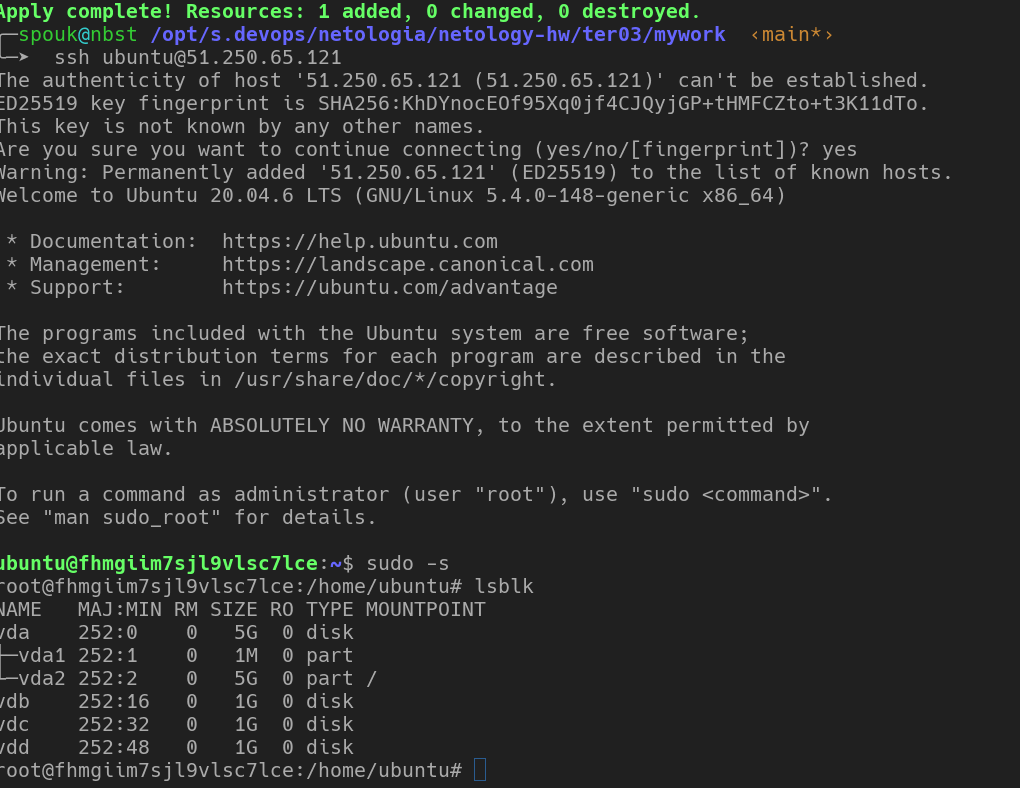 Apply complete! Resources: 1 added, 0 changed, 0 destroyed.
╭─spouk@nbst /opt/s.devops/netologia/netology-hw/ter03/mywork  ‹main*›
╰─➤  ssh ubuntu@51.250.65.121
The authenticity of host '51.250.65.121 (51.250.65.121)' can't be established.
ED25519 key fingerprint is SHA256:KhDYnocEOf95Xq0jf4CJQyjGP+tHMFCZto+t3K11dTo.
This key is not known by any other names.
Are you sure you want to continue connecting (yes/no/[fingerprint])? yes
Warning: Permanently added '51.250.65.121' (ED25519) to the list of known hosts.
Welcome to Ubuntu 20.04.6 LTS (GNU/Linux 5.4.0-148-generic x86_64)
 * Documentation:  https://help.ubuntu.com
 * Management:     https://landscape.canonical.com
 * Support:        https://ubuntu.com/advantage
The programs included with the Ubuntu system are free software;
the exact distribution terms for each program are described in the
individual files in /usr/share/doc/*/copyright.
Ubuntu comes with ABSOLUTELY NO WARRANTY, to the extent permitted by
applicable law.
To run a command as administrator (user "root"), use "sudo <command>".
See "man sudo_root" for details.
ubuntu@fhmgiim7sjl9vlsc7lce:~$ sudo -s
root@fhmgiim7sjl9vlsc7lce:/home/ubuntu# lsblk
NAME   MAJ:MIN RM SIZE RO TYPE MOUNTPOINT
vda    252:0    0   5G  0 disk
├─vda1 252:1    0   1M  0 part
└─vda2 252:2    0   5G  0 part /
vdb    252:16   0   1G  0 disk
vdc    252:32   0   1G  0 disk
vdd    252:48   0   1G  0 disk
root@fhmgiim7sjl9vlsc7lce:/home/ubuntu#